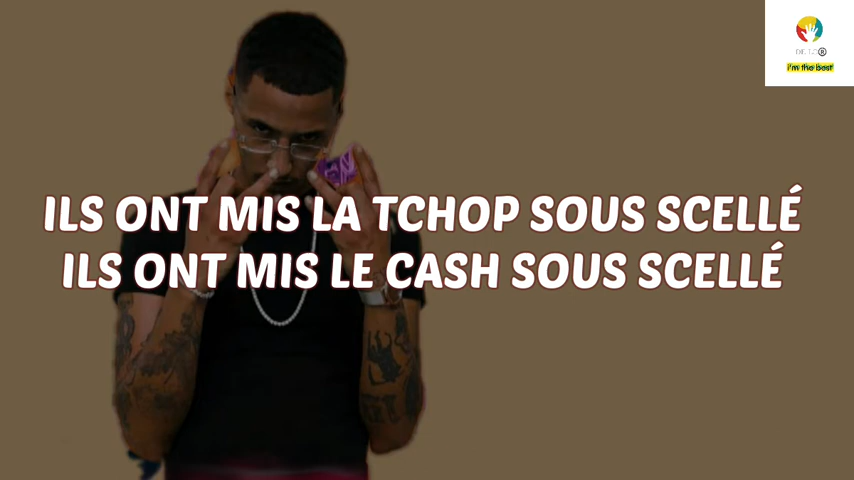 i'm the best
ILS ONT MIS LA TCHOP SOUS SCELLÉ
ILS ONT MIS LE CASH SOUS SCELLÉ